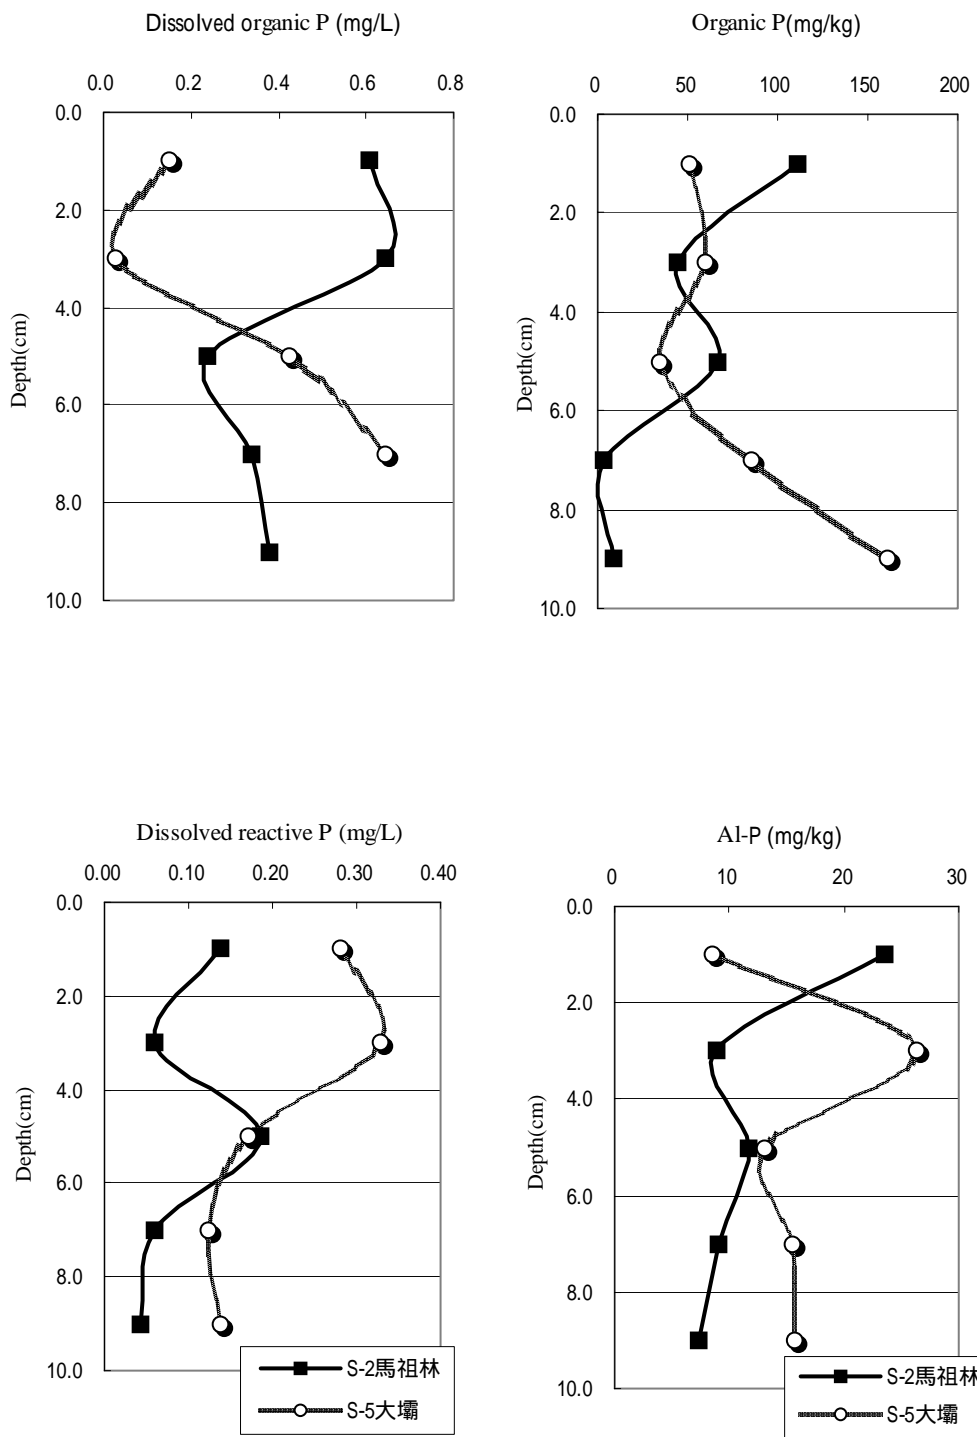 Dissolved organic P (mg/L)
0.0 0.2 0.4 0.6 0.8
0.0
2.0
4.0
6.0
8.0
10.0
Depth(cm)
Organic P(mg/kg)
0 50 100 150 200
0.0
2.0
4.0
6.0
8.0
10.0
Depth(cm)
Dissolved reactive P (mg/L)
0.00 0.10 0.20 0.30 0.40
0.0
2.0
4.0
6.0
8.0
10.0
Depth(cm)
S-2馬祖林
S-5大壩
Al-P (mg/kg)
0 10 20 30
0.0
2.0
4.0
6.0
8.0
10.0
Depth(cm)
S-2馬祖林
S-5大壩